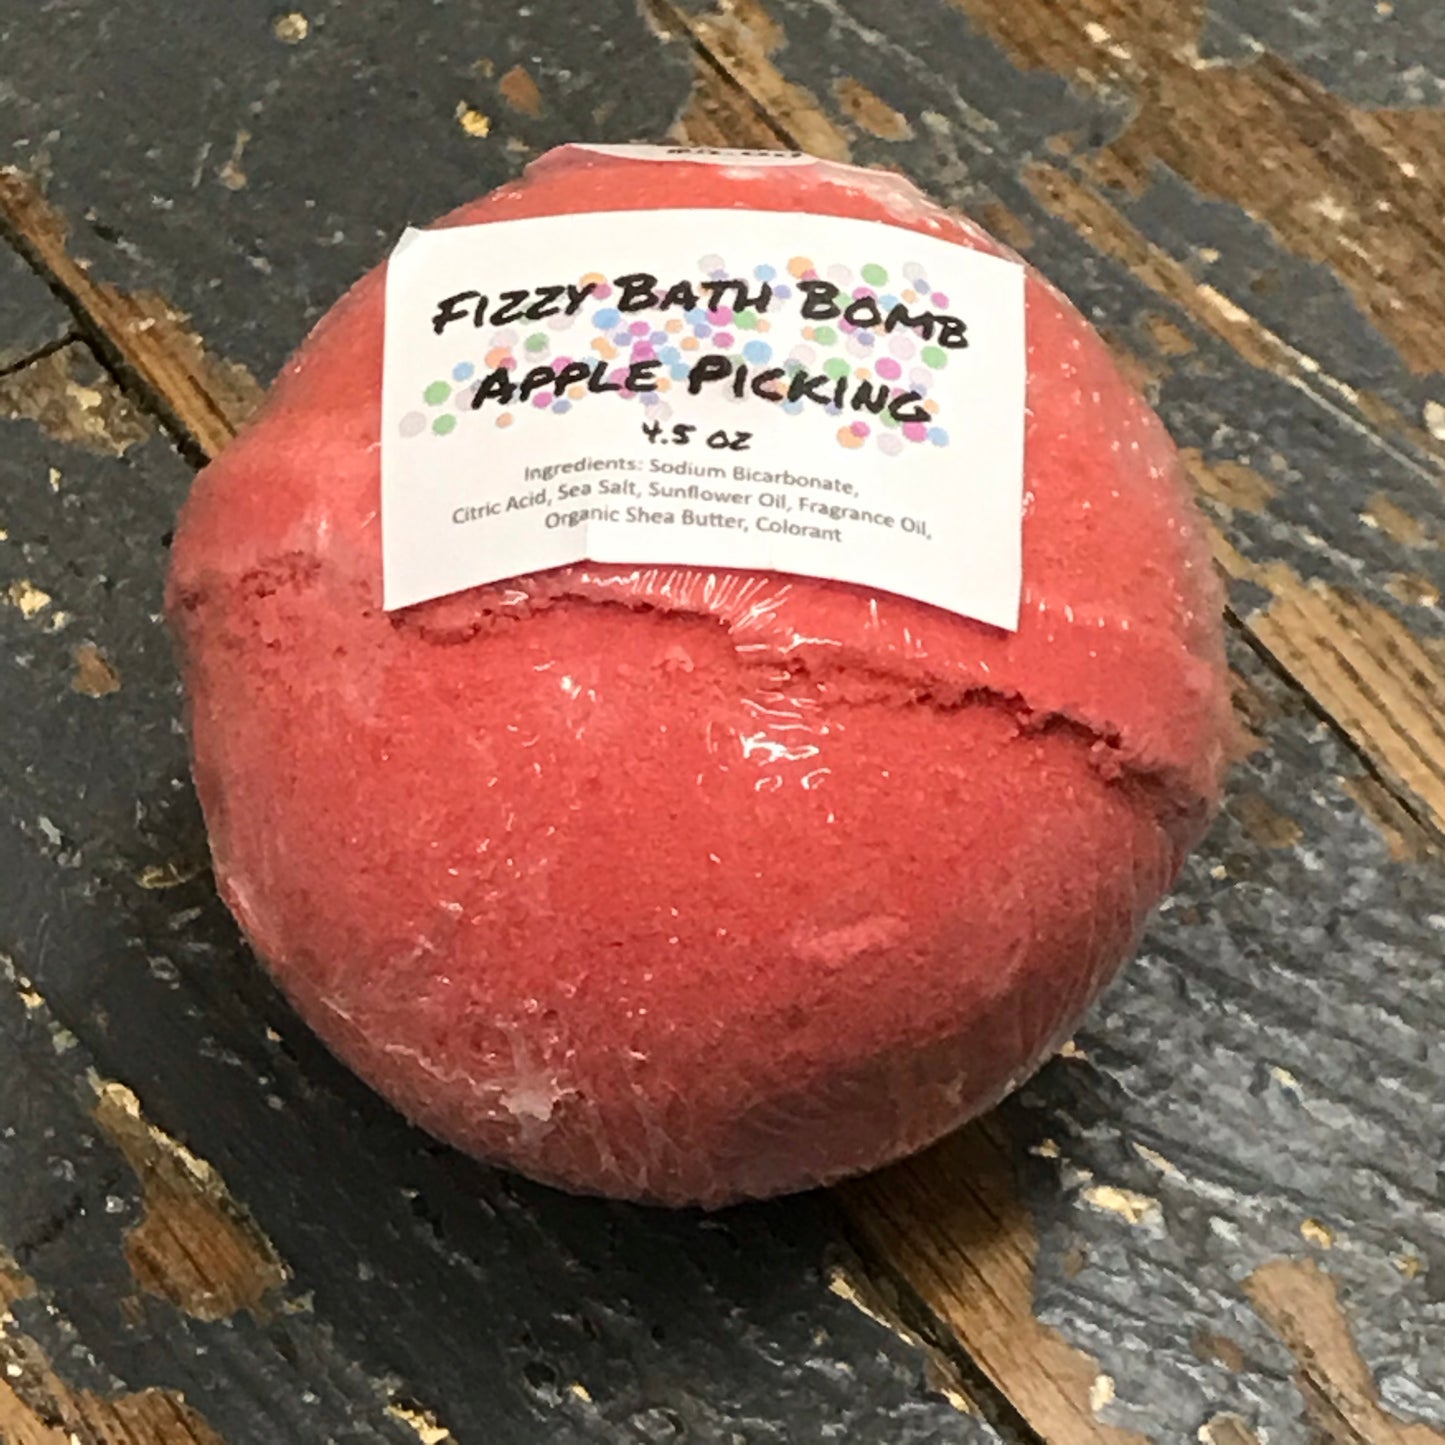 FIZZY BATH BOMB
APPLE PICKING
4.5 OZ
Ingredients: Sodium Bicarbonate,
Citric Acid, Sea Salt, Sunflower Oil, Fragrance Oil,
Organic Shea Butter, Colorant